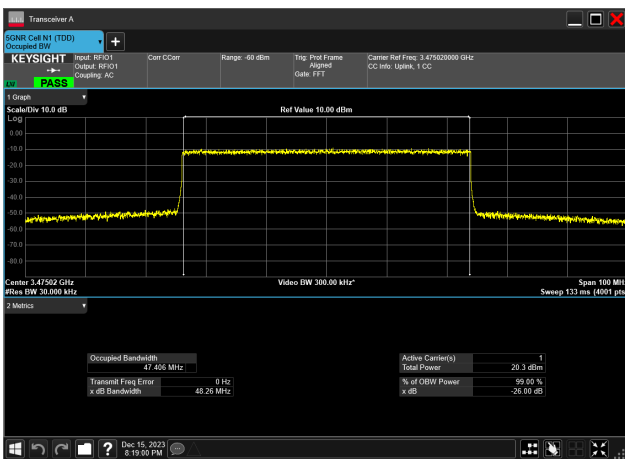 Transceiver A
5GNR Cell N1 (TDD)
Occupied BW
KEYSIGHT
PASS
Input: RFIO1
Output: RFIO1
Coupling: AC
Corr CCorr
Range: -60 dBm
Trig: Prot Frame
Aligned
Gate: FFT
Carrier Ref Freq: 3.475020000 GHz
CC Info: Uplink, 1 CC
1 Graph
Scale/Div 10.0 dB
Ref Value 10.00 dBm
Log
0.00
-10.0
-20.0
-30.0
-40.0
-50.0
-60.0
-70.0
-80.0
Center 3.47502 GHz
Video BW 300.00 kHz*
Span 100 MHz
#Res BW 30.000 kHz
Sweep 133 ms (4001 pts
2 Metrics
Occupied Bandwidth
47.406 MHz
Transmit Freq Error 0 Hz
x dB Bandwidth 48.26 MHz
Active Carrier(s) 1
Total Power 20.3 dBm
% of OBW Power 99.00 %
x dB -26.00 dB
Dec 15, 2023
8:19:00 PM